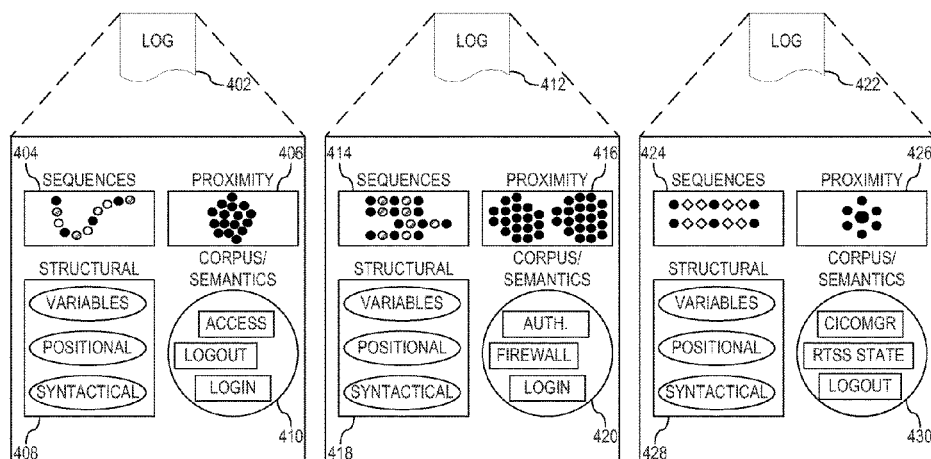 LOG
402
404
406
SEQUENCES
PROXIMITY
STRUCTURAL
CORPUS/
SEMANTICS
VARIABLES
POSITIONAL
SYNTACTICAL
ACCESS
LOGOUT
LOGIN
408
410
LOG
412
414
416
SEQUENCES
PROXIMITY
STRUCTURAL
CORPUS/
SEMANTICS
VARIABLES
POSITIONAL
SYNTACTICAL
AUTH.
FIREWALL
LOGIN
418
420
LOG
422
424
426
SEQUENCES
PROXIMITY
STRUCTURAL
CORPUS/
SEMANTICS
VARIABLES
POSITIONAL
SYNTACTICAL
CICOMGR
RTSS STATE
LOGOUT
428
430